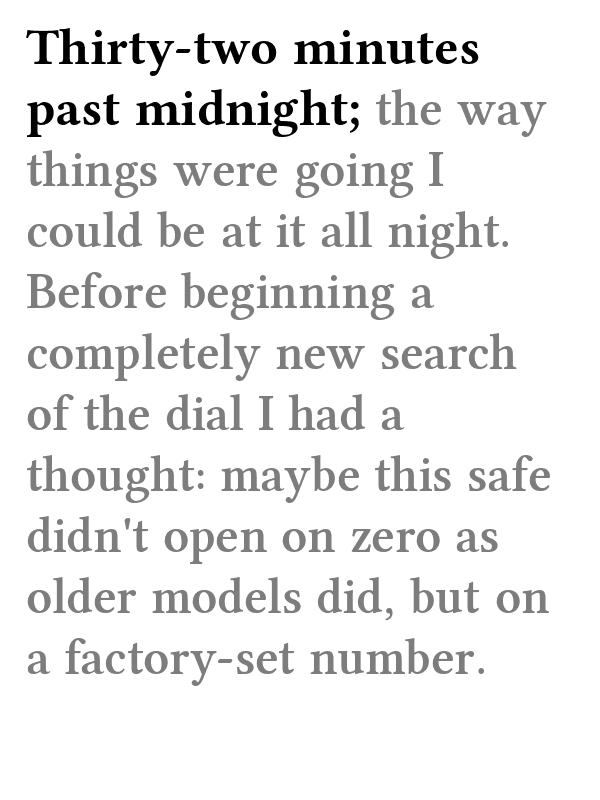 Thirty-two minutes
past midnight; the way
things were going I
could be at it all night.
Before beginning a
completely new search
of the dial I had a
thought: maybe this safe
didn't open on zero as
older models did, but on
a factory-set number.